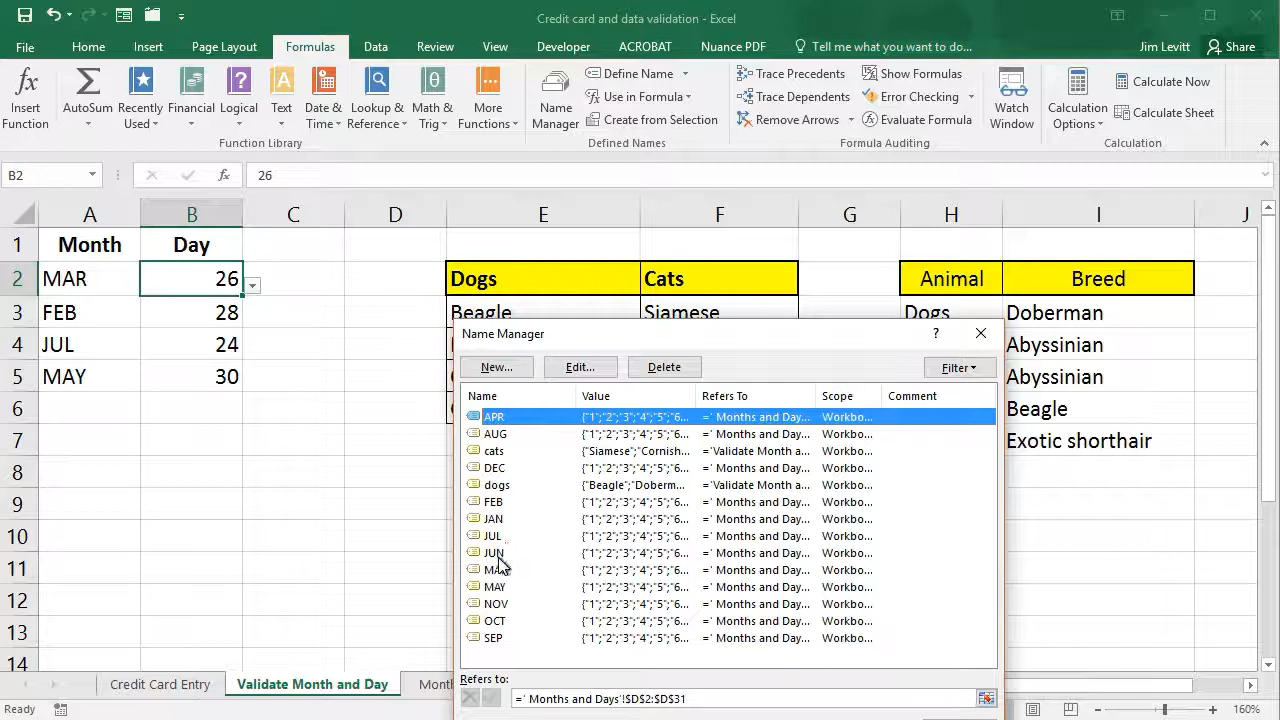 Credit card and data validation - Excel
File Home Insert Page Layout Formulas Data Review View Developer ACROBAT Nuance PDF Tell me what you want to do... Jim Levitt Share
Insert Function
AutoSum
Recently Used
Financial
Logical
Text
Date & Time
Lookup & Reference
Math & Trig
More Functions
Function Library
Name Manager
Define Name
Use in Formula
Create from Selection
Defined Names
Trace Precedents
Trace Dependents
Remove Arrows
Show Formulas
Error Checking
Evaluate Formula
Formula Auditing
Watch Window
Calculation Options
Calculate Now
Calculate Sheet
Calculation
B2 fx 26
A B C D E F G H I J
1 Month Day
2 MAR 26 Dogs Cats Animal Breed
3 FEB 28 Beagle Siamese Dogs Doberman
4 JUL 24 Abyssinian
5 MAY 30 Abyssinian
6 Beagle
7 Exotic shorthair
8
9
10
11
12
13
14
Name Manager ?
New... Edit... Delete Filter
Name Value Refers To Scope Comment
APR {"1";"2";"3";"4";"5";"6... =' Months and Day... Workbo...
AUG {"1";"2";"3";"4";"5";"6... =' Months and Day... Workbo...
cats {"Siamese";"Cornish... ='Validate Month a... Workbo...
DEC {"1";"2";"3";"4";"5";"6... =' Months and Day... Workbo...
dogs {"Beagle";"Doberm... ='Validate Month a... Workbo...
FEB {"1";"2";"3";"4";"5";"6... =' Months and Day... Workbo...
JAN {"1";"2";"3";"4";"5";"6... =' Months and Day... Workbo...
JUL {"1";"2";"3";"4";"5";"6... =' Months and Day... Workbo...
JUN {"1";"2";"3";"4";"5";"6... =' Months and Day... Workbo...
{"1";"2";"3";"4";"5";"6... =' Months and Day... Workbo...
MAY {"1";"2";"3";"4";"5";"6... =' Months and Day... Workbo...
NOV {"1";"2";"3";"4";"5";"6... =' Months and Day... Workbo...
OCT {"1";"2";"3";"4";"5";"6... =' Months and Day... Workbo...
SEP {"1";"2";"3";"4";"5";"6... =' Months and Day... Workbo...
Refers to:
=' Months and Days'!$D$2:$D$31
Credit Card Entry Validate Month and Day
Ready 160%